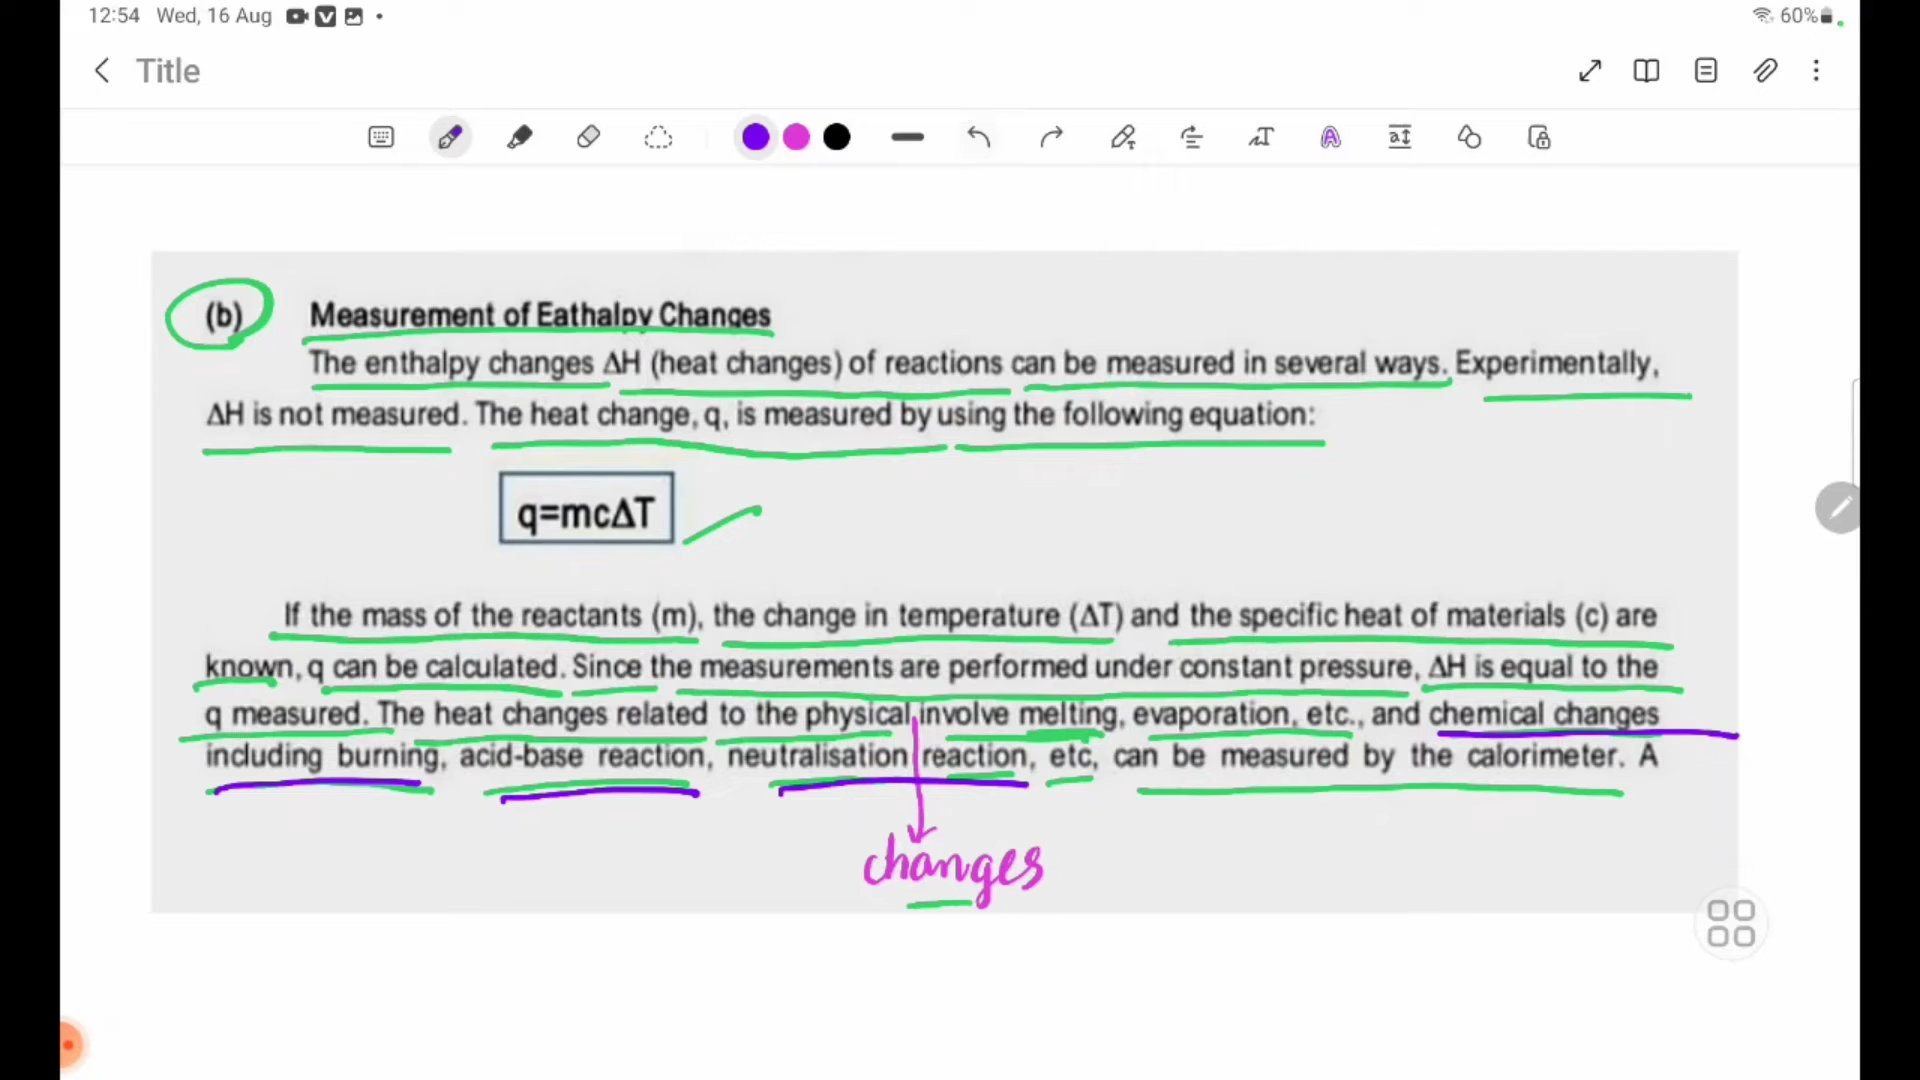 12:54 Wed, 16 Aug
60%
Title
(b) Measurement of Eathalpy Changes
The enthalpy changes ΔH (heat changes) of reactions can be measured in several ways. Experimentally,
ΔH is not measured. The heat change, q, is measured by using the following equation:
q=mcΔT
If the mass of the reactants (m), the change in temperature (ΔT) and the specific heat of materials (c) are
known, q can be calculated. Since the measurements are performed under constant pressure, ΔH is equal to the
q measured. The heat changes related to the physical involve melting, evaporation, etc., and chemical changes
including burning, acid-base reaction, neutralisation reaction, etc, can be measured by the calorimeter. A
changes